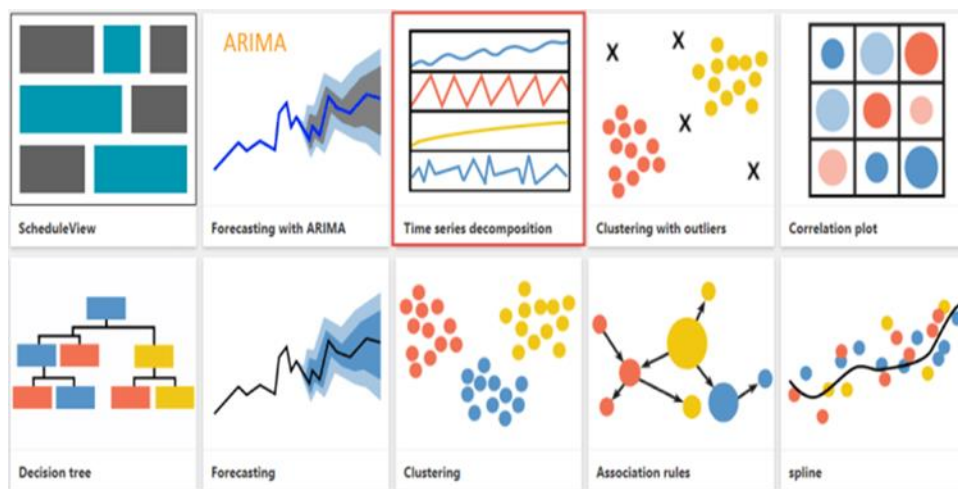 ARIMA
X
X
X
X
ScheduleView
Forecasting with ARIMA
Time series decomposition
Clustering with outliers
Correlation plot
Decision tree
Forecasting
Clustering
Association rules
spline